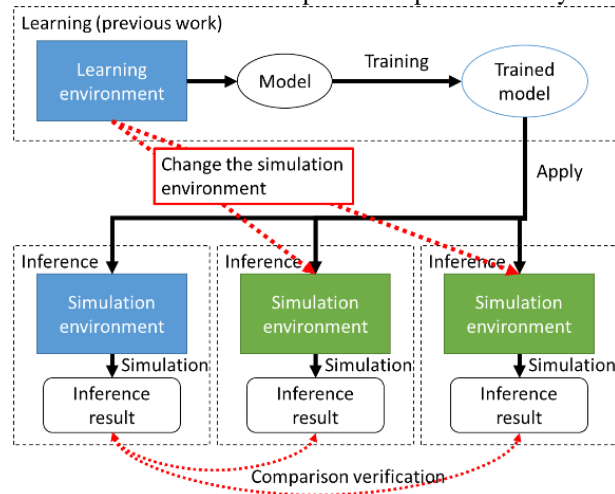 Learning (previous work)
Learning
environment
Model
Training
Trained
model
Change the simulation
environment
Apply
Inference
Inference
Inference
Simulation
environment
Simulation
environment
Simulation
environment
Simulation
Simulation
Simulation
Inference
result
Inference
result
Inference
result
Comparison verification